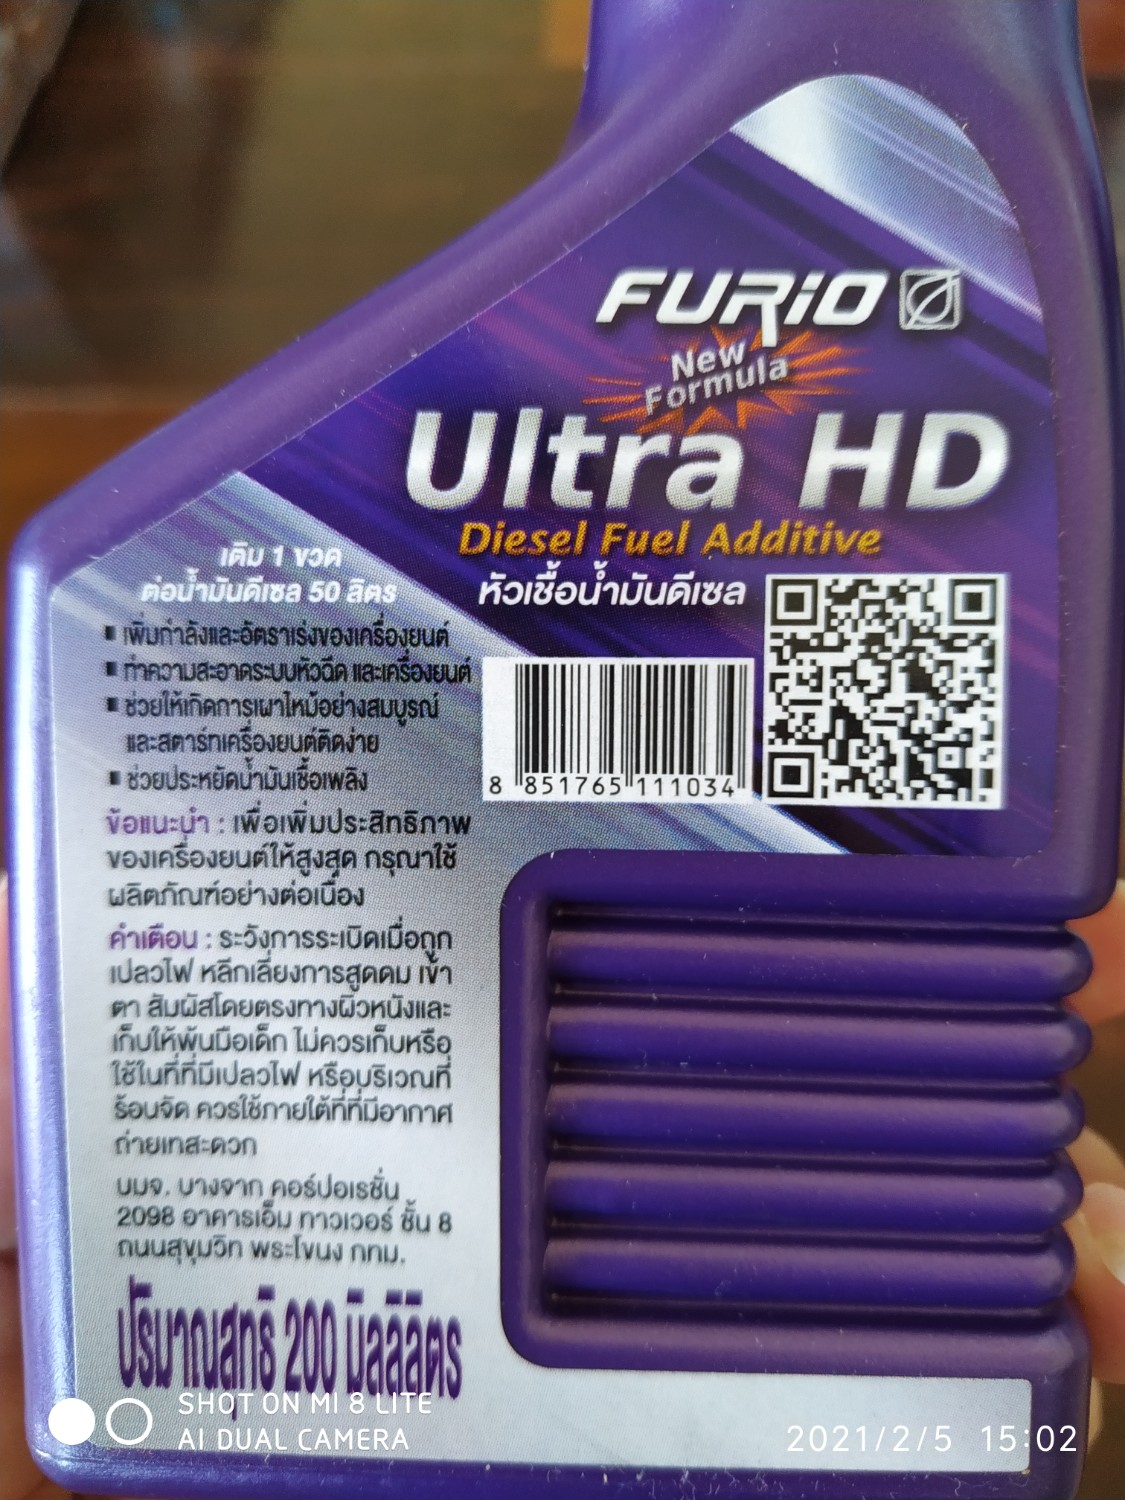 FURiO
New
Formula
Ultra HD
Diesel Fuel Additive
หัวเชื้อน้ำมันดีเซล
เติม 1 ขวด
ต่อน้ำมันดีเซล 50 ลิตร
▪ เพิ่มกำลังและอัตราเร่งของเครื่องยนต์
▪ ทำความสะอาดระบบหัวฉีด และเครื่องยนต์
▪ ช่วยให้เกิดการเผาไหม้อย่างสมบูรณ์
และสตาร์ทเครื่องยนต์ติดง่าย
▪ ช่วยประหยัดน้ำมันเชื้อเพลิง
8 851765 111034
ข้อแนะนำ : เพื่อเพิ่มประสิทธิภาพ
ของเครื่องยนต์ให้สูงสุด กรุณาใช้
ผลิตภัณฑ์อย่างต่อเนื่อง
คำเตือน : ระวังการระเบิดเมื่อถูก
เปลวไฟ หลีกเลี่ยงการสูดดม เข้า
ตา สัมผัสโดยตรงทางผิวหนังและ
เก็บให้พ้นมือเด็ก ไม่ควรเก็บหรือ
ใช้ในที่ที่มีเปลวไฟ หรือบริเวณที่
ร้อนจัด ควรใช้ภายใต้ที่ที่มีอากาศ
ถ่ายเทสะดวก
บมจ. บางจาก คอร์ปอเรชั่น
2098 อาคารเอ็ม ทาวเวอร์ ชั้น 8
ถนนสุขุมวิท พระโขนง กทม.
ปริมาณสุทธิ 200 มิลลิลิตร
SHOT ON MI 8 LITE
AI DUAL CAMERA
2021/2/5 15:02